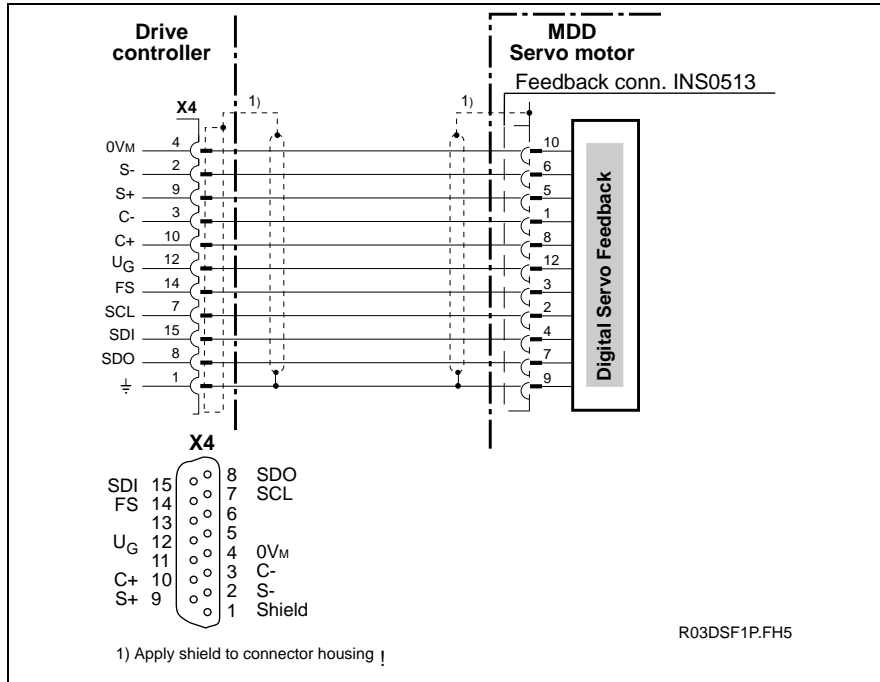 Drive
controller
MDD
Servo motor
Feedback conn. INS0513
X4
1)
1)
0VM 4 10
S- 2 6
S+ 9 5
C- 3 1
C+ 10 8
UG 12 12
FS 14 3
SCL 7 2
SDI 15 4
SDO 8 7
1 9
Digital Servo Feedback
X4
8 SDO
SDI 15
7 SCL
FS 14
6
13
5
UG 12
4 0VM
11
3 C-
C+ 10
2 S-
S+ 9
1 Shield
R03DSF1P.FH5
1) Apply shield to connector housing !